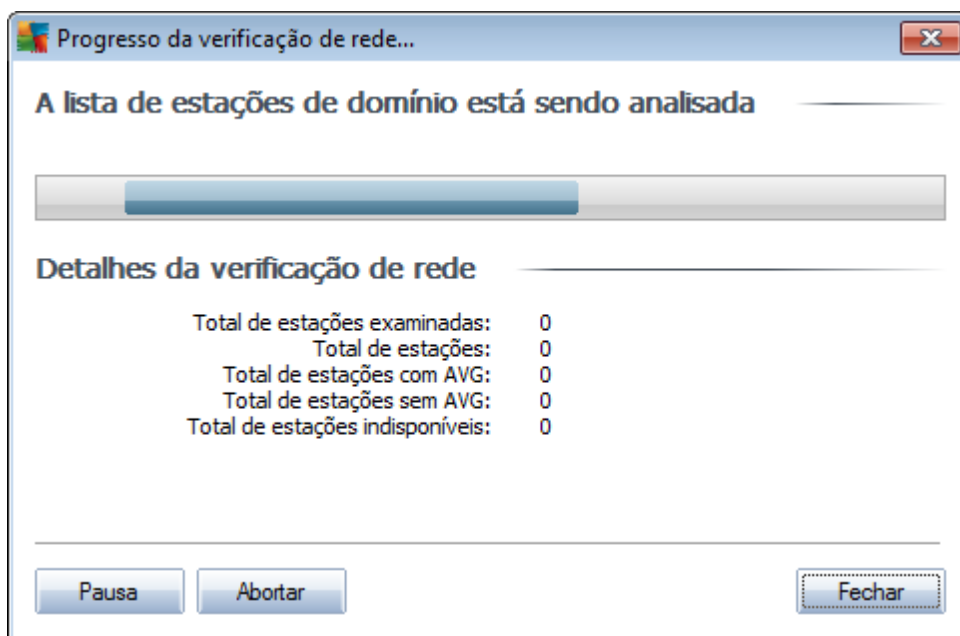 Progresso da verificação de rede...
A lista de estações de domínio está sendo analisada
Detalhes da verificação de rede
Total de estações examinadas: 0
Total de estações: 0
Total de estações com AVG: 0
Total de estações sem AVG: 0
Total de estações indisponíveis: 0
Pausa Abortar Fechar